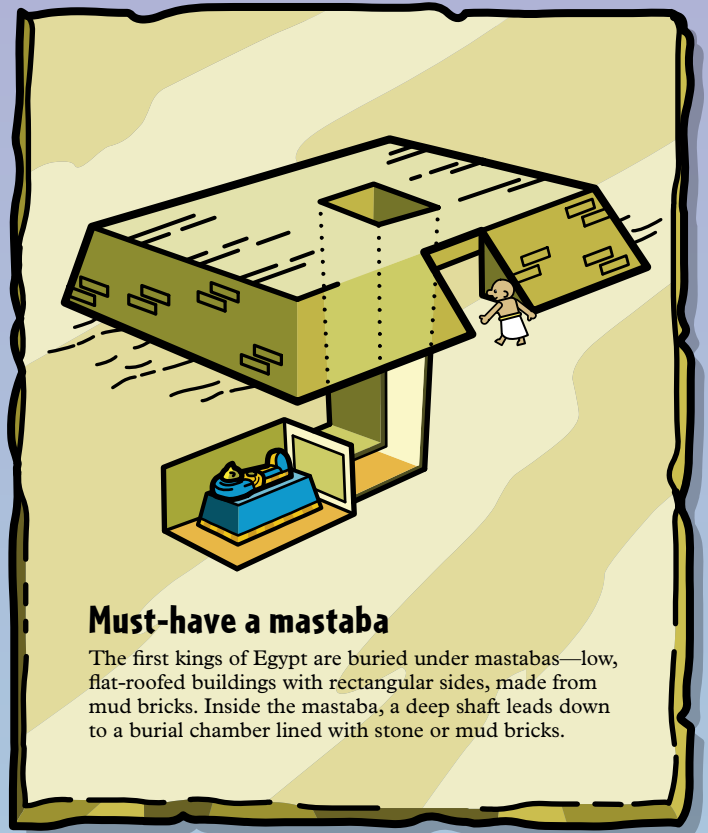 Must-have a mastaba
The first kings of Egypt are buried under mastabas—low,
flat-roofed buildings with rectangular sides, made from
mud bricks. Inside the mastaba, a deep shaft leads down
to a burial chamber lined with stone or mud bricks.